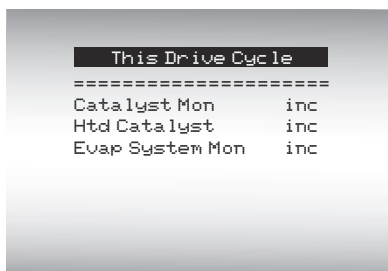 This Drive Cycle
=====================
Catalyst Mon inc
Htd Catalyst inc
Evap System Mon inc